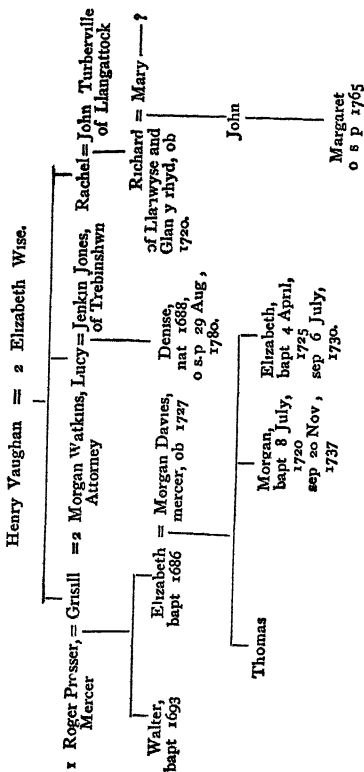 Henry Vaughan = 2 Elizabeth Wise.
1 Roger Prosser, = Grisill = 2 Morgan Watkins,
Mercer
Attorney
Lucy = Jenkin Jones,
of Trebinshwn
Rachel = John Turberville
of Llangattock
Walter,
bapt 1693
Elizabeth = Morgan Davies,
bapt 1686
mercer, ob 1727
Denise,
nat 1688,
o s.p 29 Aug,
1780.
Richard = Mary — ?
of Llanwyse and
Glan y rhyd, ob
1720.
Thomas
Morgan,
bapt 8 July,
1720
sep 20 Nov,
1737
Elizabeth,
bapt 4 April,
1725
sep 6 July,
1730.
John
Margaret
o s p 1765